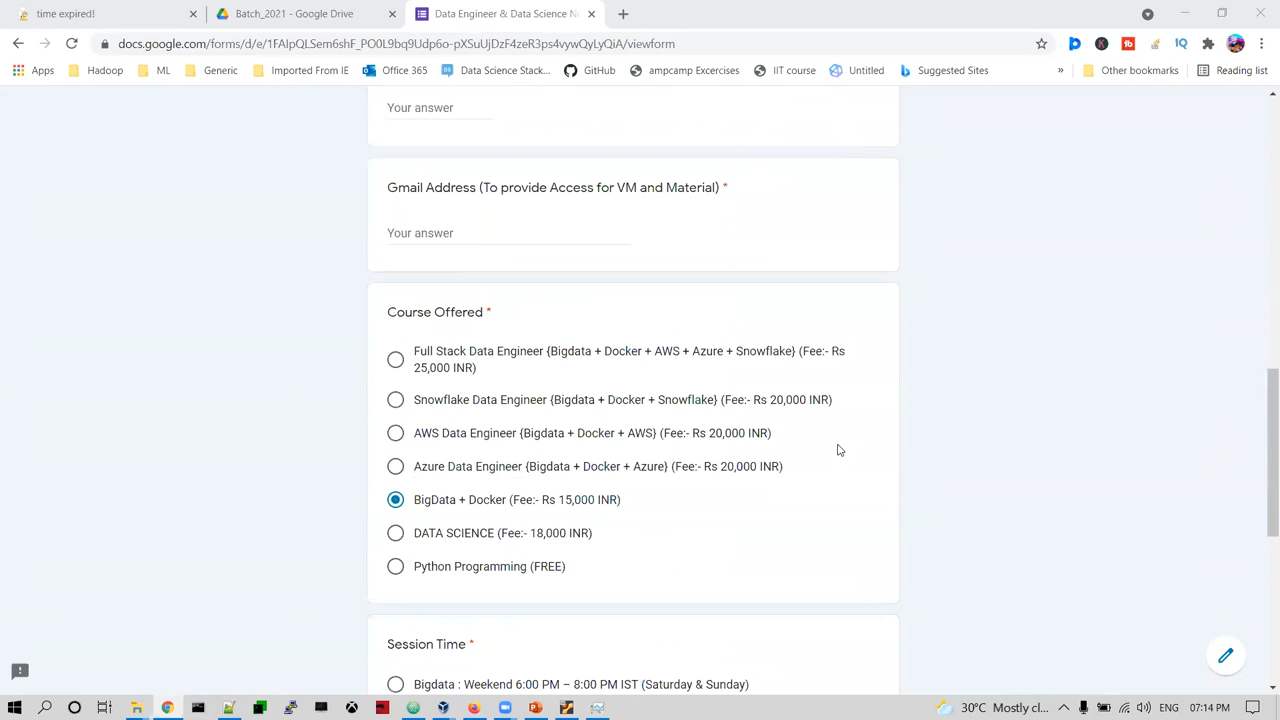 time expired!
Batch_2021 - Google Drive
Data Engineer & Data Science N
docs.google.com/forms/d/e/1FAIpQLSem6shF_PO0L9bq9Udp6o-pXSuUjDzF4zeR3ps4vywQyLyQiA/viewform
Apps
Hadoop
ML
Generic
Imported From IE
Office 365
Data Science Stack...
GitHub
ampcamp Excercises
IIT course
Untitled
Suggested Sites
»
Other bookmarks
Reading list
Your answer
Gmail Address (To provide Access for VM and Material) *
Your answer
Course Offered *
Full Stack Data Engineer {Bigdata + Docker + AWS + Azure + Snowflake} (Fee:- Rs
25,000 INR)
Snowflake Data Engineer {Bigdata + Docker + Snowflake} (Fee:- Rs 20,000 INR)
AWS Data Engineer {Bigdata + Docker + AWS} (Fee:- Rs 20,000 INR)
Azure Data Engineer {Bigdata + Docker + Azure} (Fee:- Rs 20,000 INR)
BigData + Docker (Fee:- Rs 15,000 INR)
DATA SCIENCE (Fee:- 18,000 INR)
Python Programming (FREE)
Session Time *
Bigdata : Weekend 6:00 PM – 8:00 PM IST (Saturday & Sunday)
30°C Mostly cl...
ENG
07:14 PM